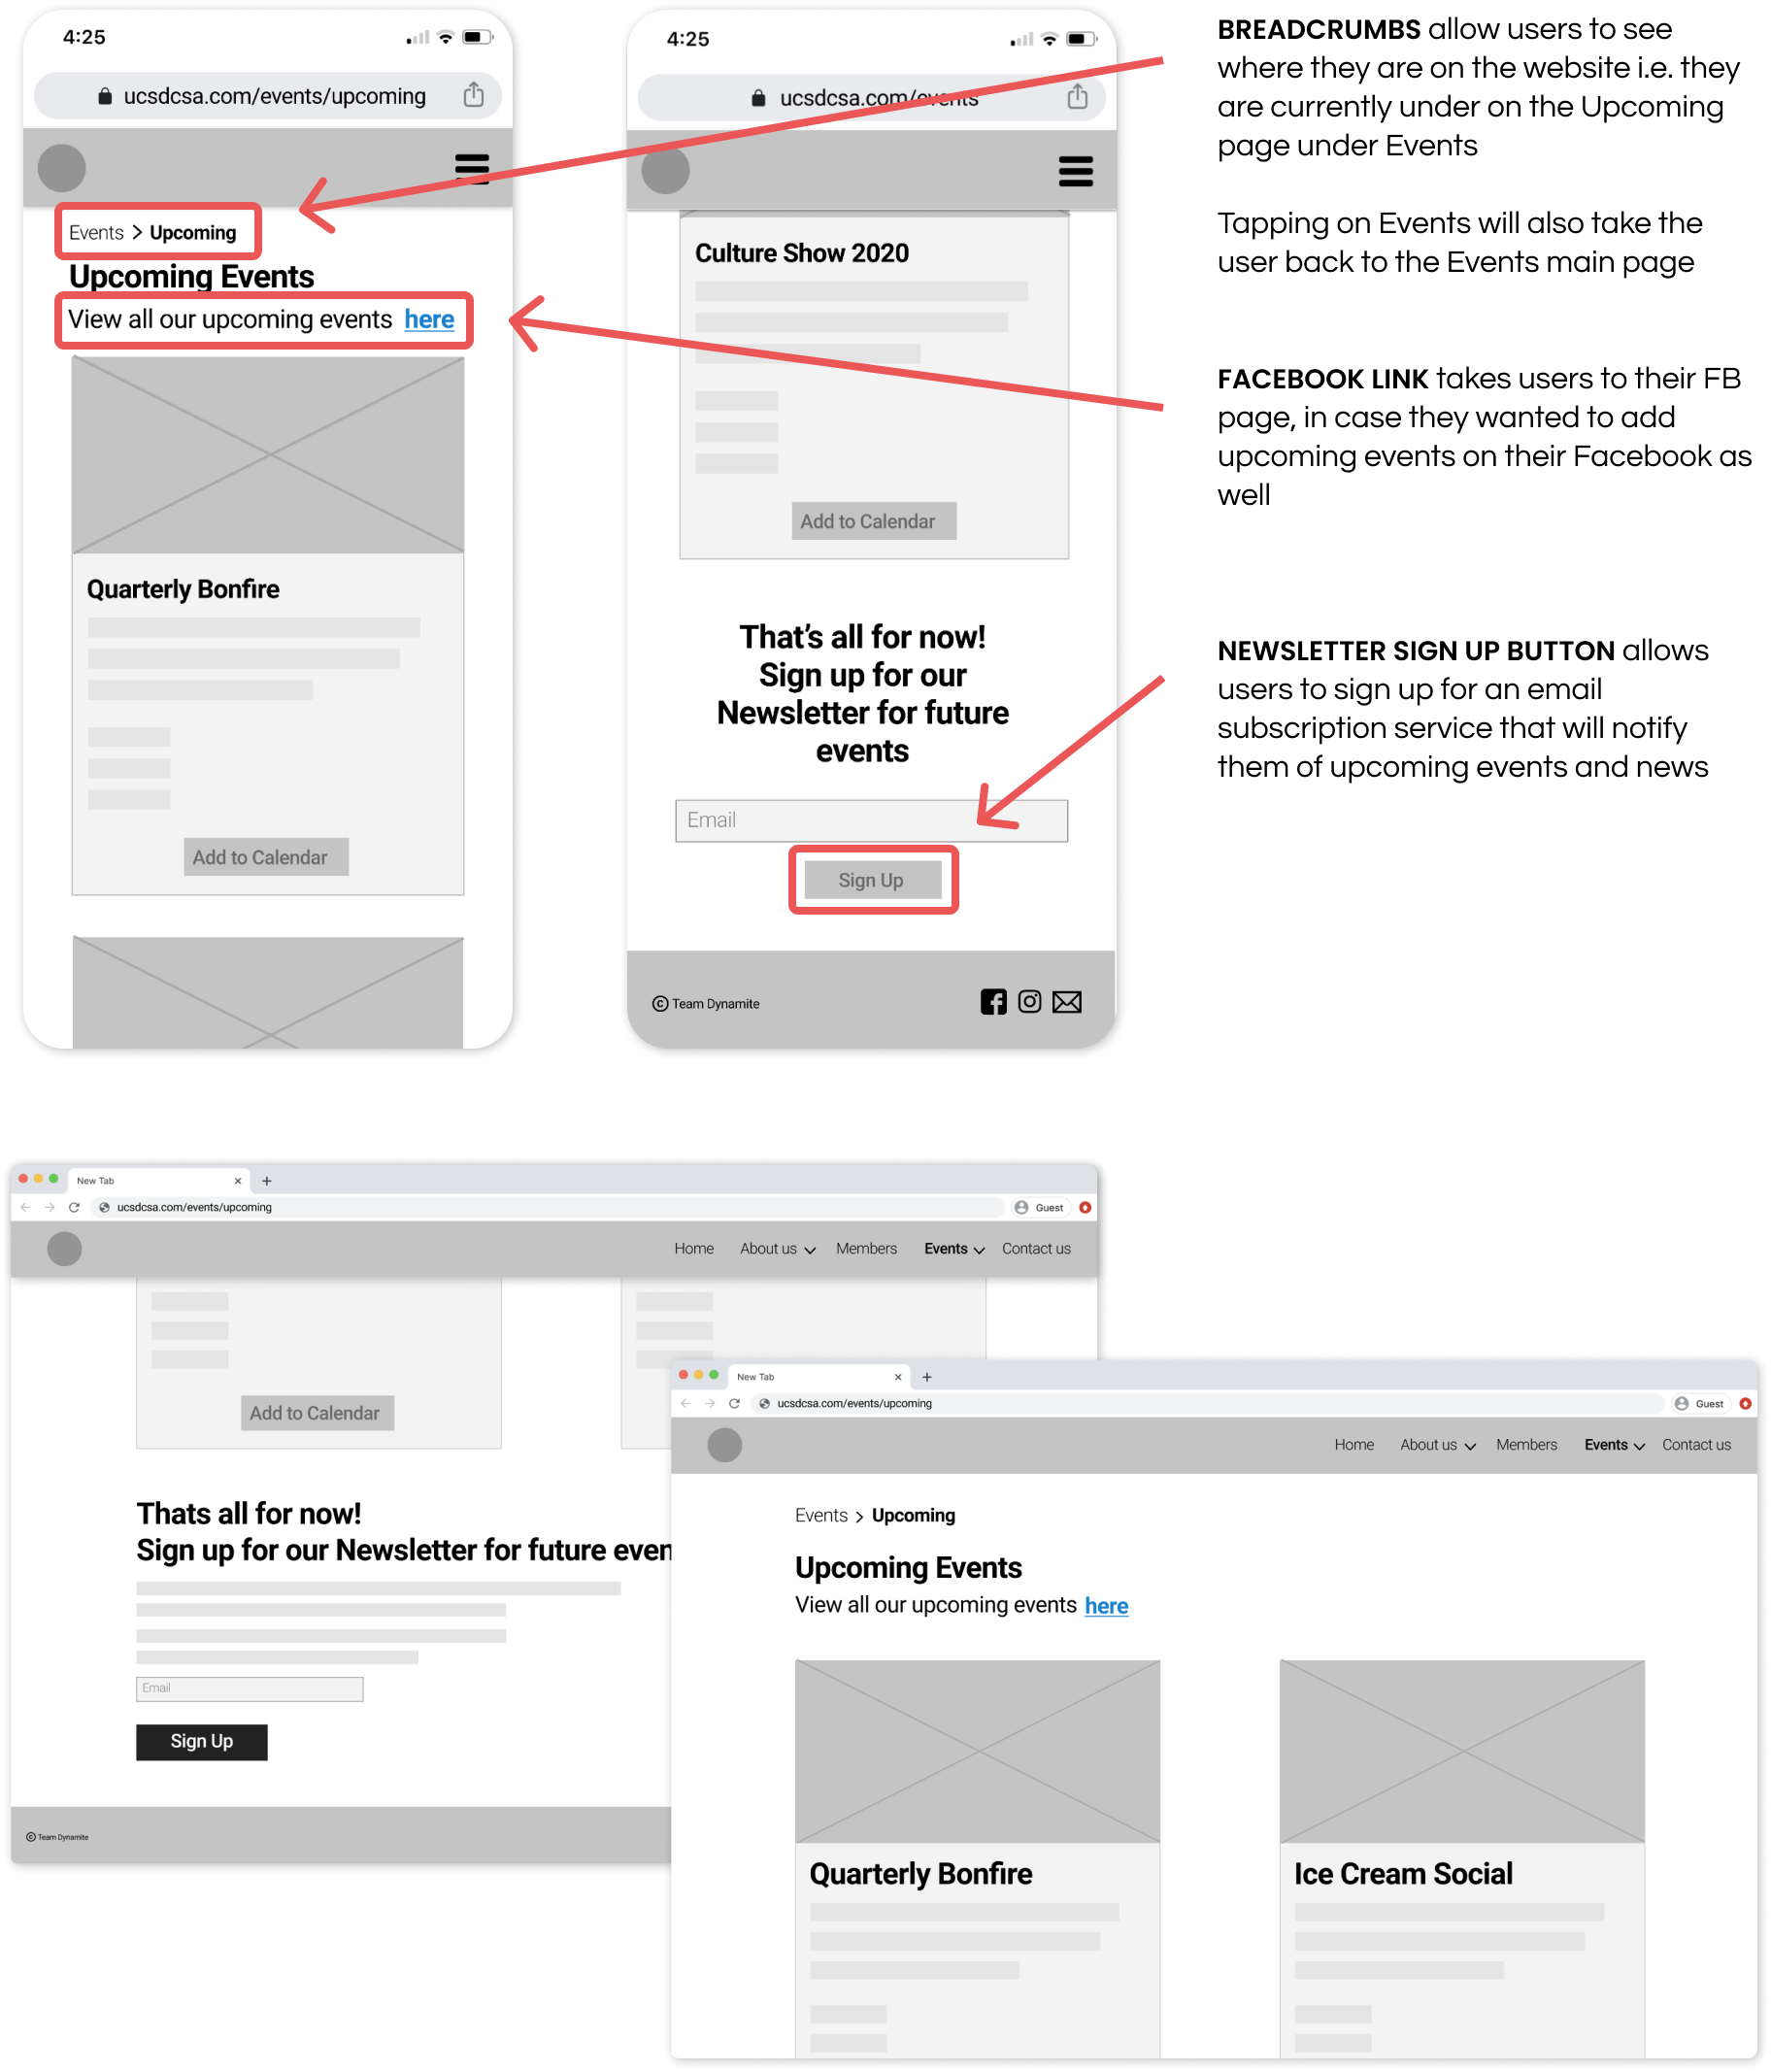 4:25
ucsdcsa.com/events/upcoming
Events > Upcoming
Upcoming Events
View all our upcoming events here
Quarterly Bonfire
Add to Calendar
4:25
ucsdcsa.com/events
Culture Show 2020
Add to Calendar
That's all for now!
Sign up for our
Newsletter for future
events
Email
Sign Up
© Team Dynamite
BREADCRUMBS allow users to see
where they are on the website i.e. they
are currently under on the Upcoming
page under Events
Tapping on Events will also take the
user back to the Events main page
FACEBOOK LINK takes users to their FB
page, in case they wanted to add
upcoming events on their Facebook as
well
NEWSLETTER SIGN UP BUTTON allows
users to sign up for an email
subscription service that will notify
them of upcoming events and news
New Tab
ucsdcsa.com/events/upcoming
Guest
Home About us Members Events Contact us
Add to Calendar
Thats all for now!
Sign up for our Newsletter for future even
Email
Sign Up
© Team Dynamite
New Tab
ucsdcsa.com/events/upcoming
Guest
Home About us Members Events Contact us
Events > Upcoming
Upcoming Events
View all our upcoming events here
Quarterly Bonfire
Ice Cream Social